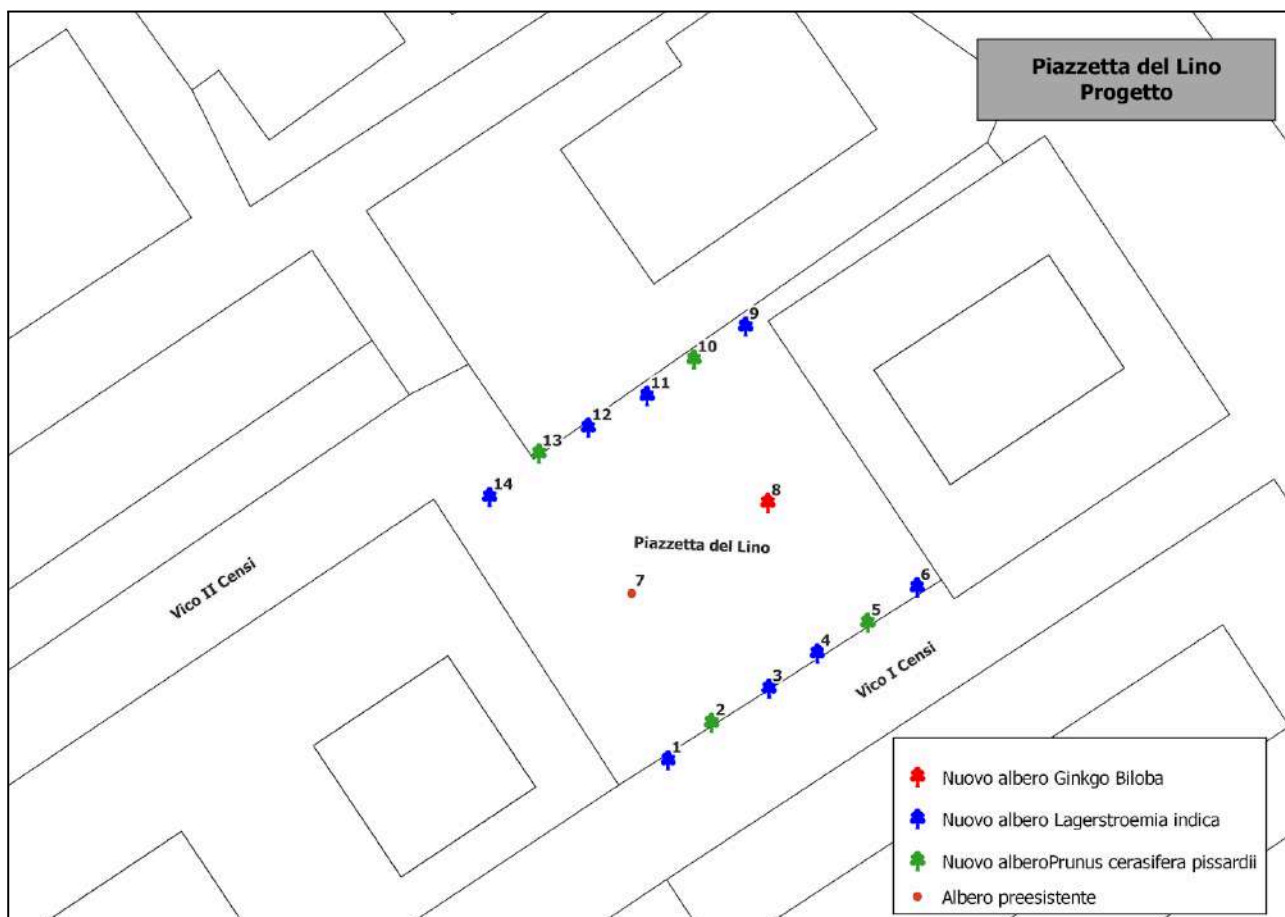 Piazzetta del Lino
Progetto
9
10
11
12
13
14
8
Piazzetta del Lino
Vico II Censi
7
6
5
4
Vico I Censi
3
2
1
Nuovo albero Ginkgo Biloba
Nuovo albero Lagerstroemia indica
Nuovo alberoPrunus cerasifera pissardii
Albero preesistente